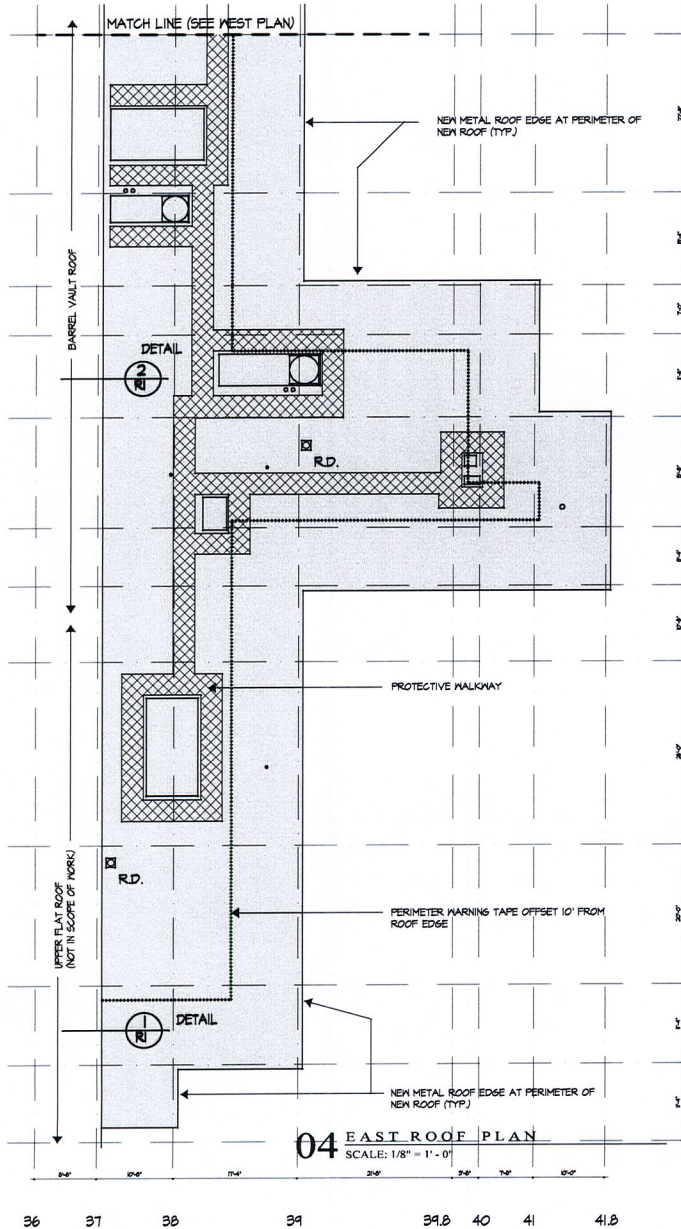 MATCH LINE (SEE WEST PLAN)
NEW METAL ROOF EDGE AT PERIMETER OF
NEW ROOF (TYP.)
BARREL VAULT ROOF
DETAIL
2
R1
R.D.
PROTECTIVE WALKWAY
UPPER FLAT ROOF
(NOT IN SCOPE OF WORK)
R.D.
PERIMETER WARNING TAPE OFFSET 10' FROM
ROOF EDGE
1
R1
DETAIL
NEW METAL ROOF EDGE AT PERIMETER OF
NEW ROOF (TYP.)
04 EAST ROOF PLAN
SCALE: 1/8" = 1' - 0"
36 37 38 39 39.8 40 41 41.8